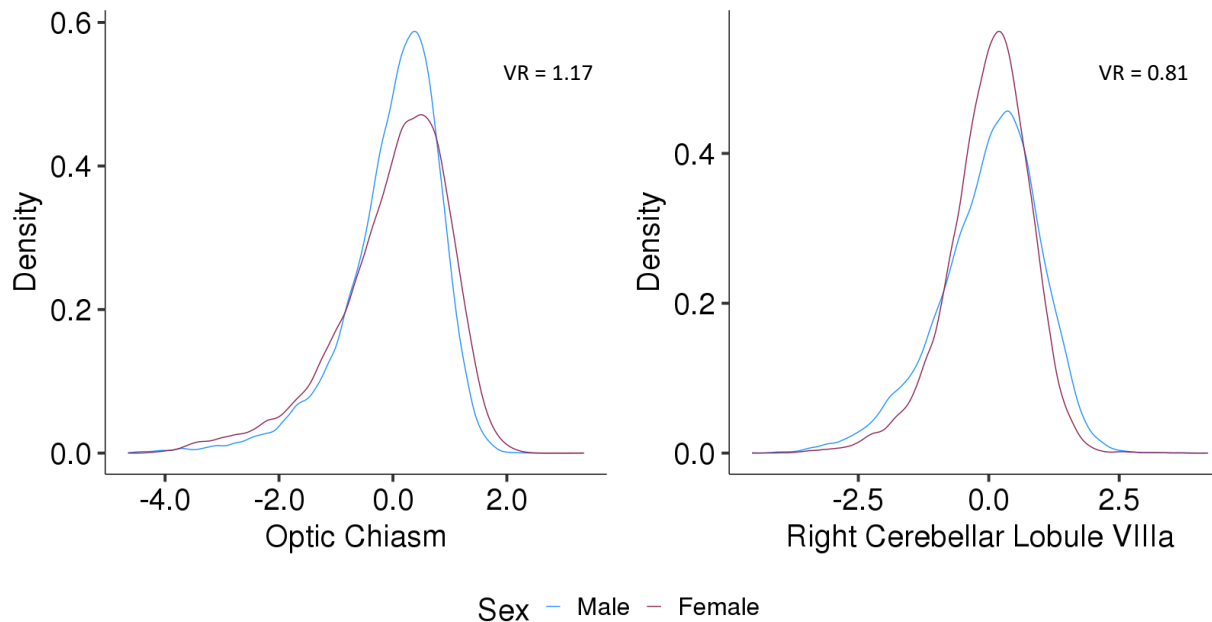 0.6
0.4
0.2
0.0
Density
VR = 1.17
-4.0 -2.0 0.0 2.0
Optic Chiasm
0.4
0.2
0.0
Density
VR = 0.81
-2.5 0.0 2.5
Right Cerebellar Lobule VIIIa
Sex Male Female